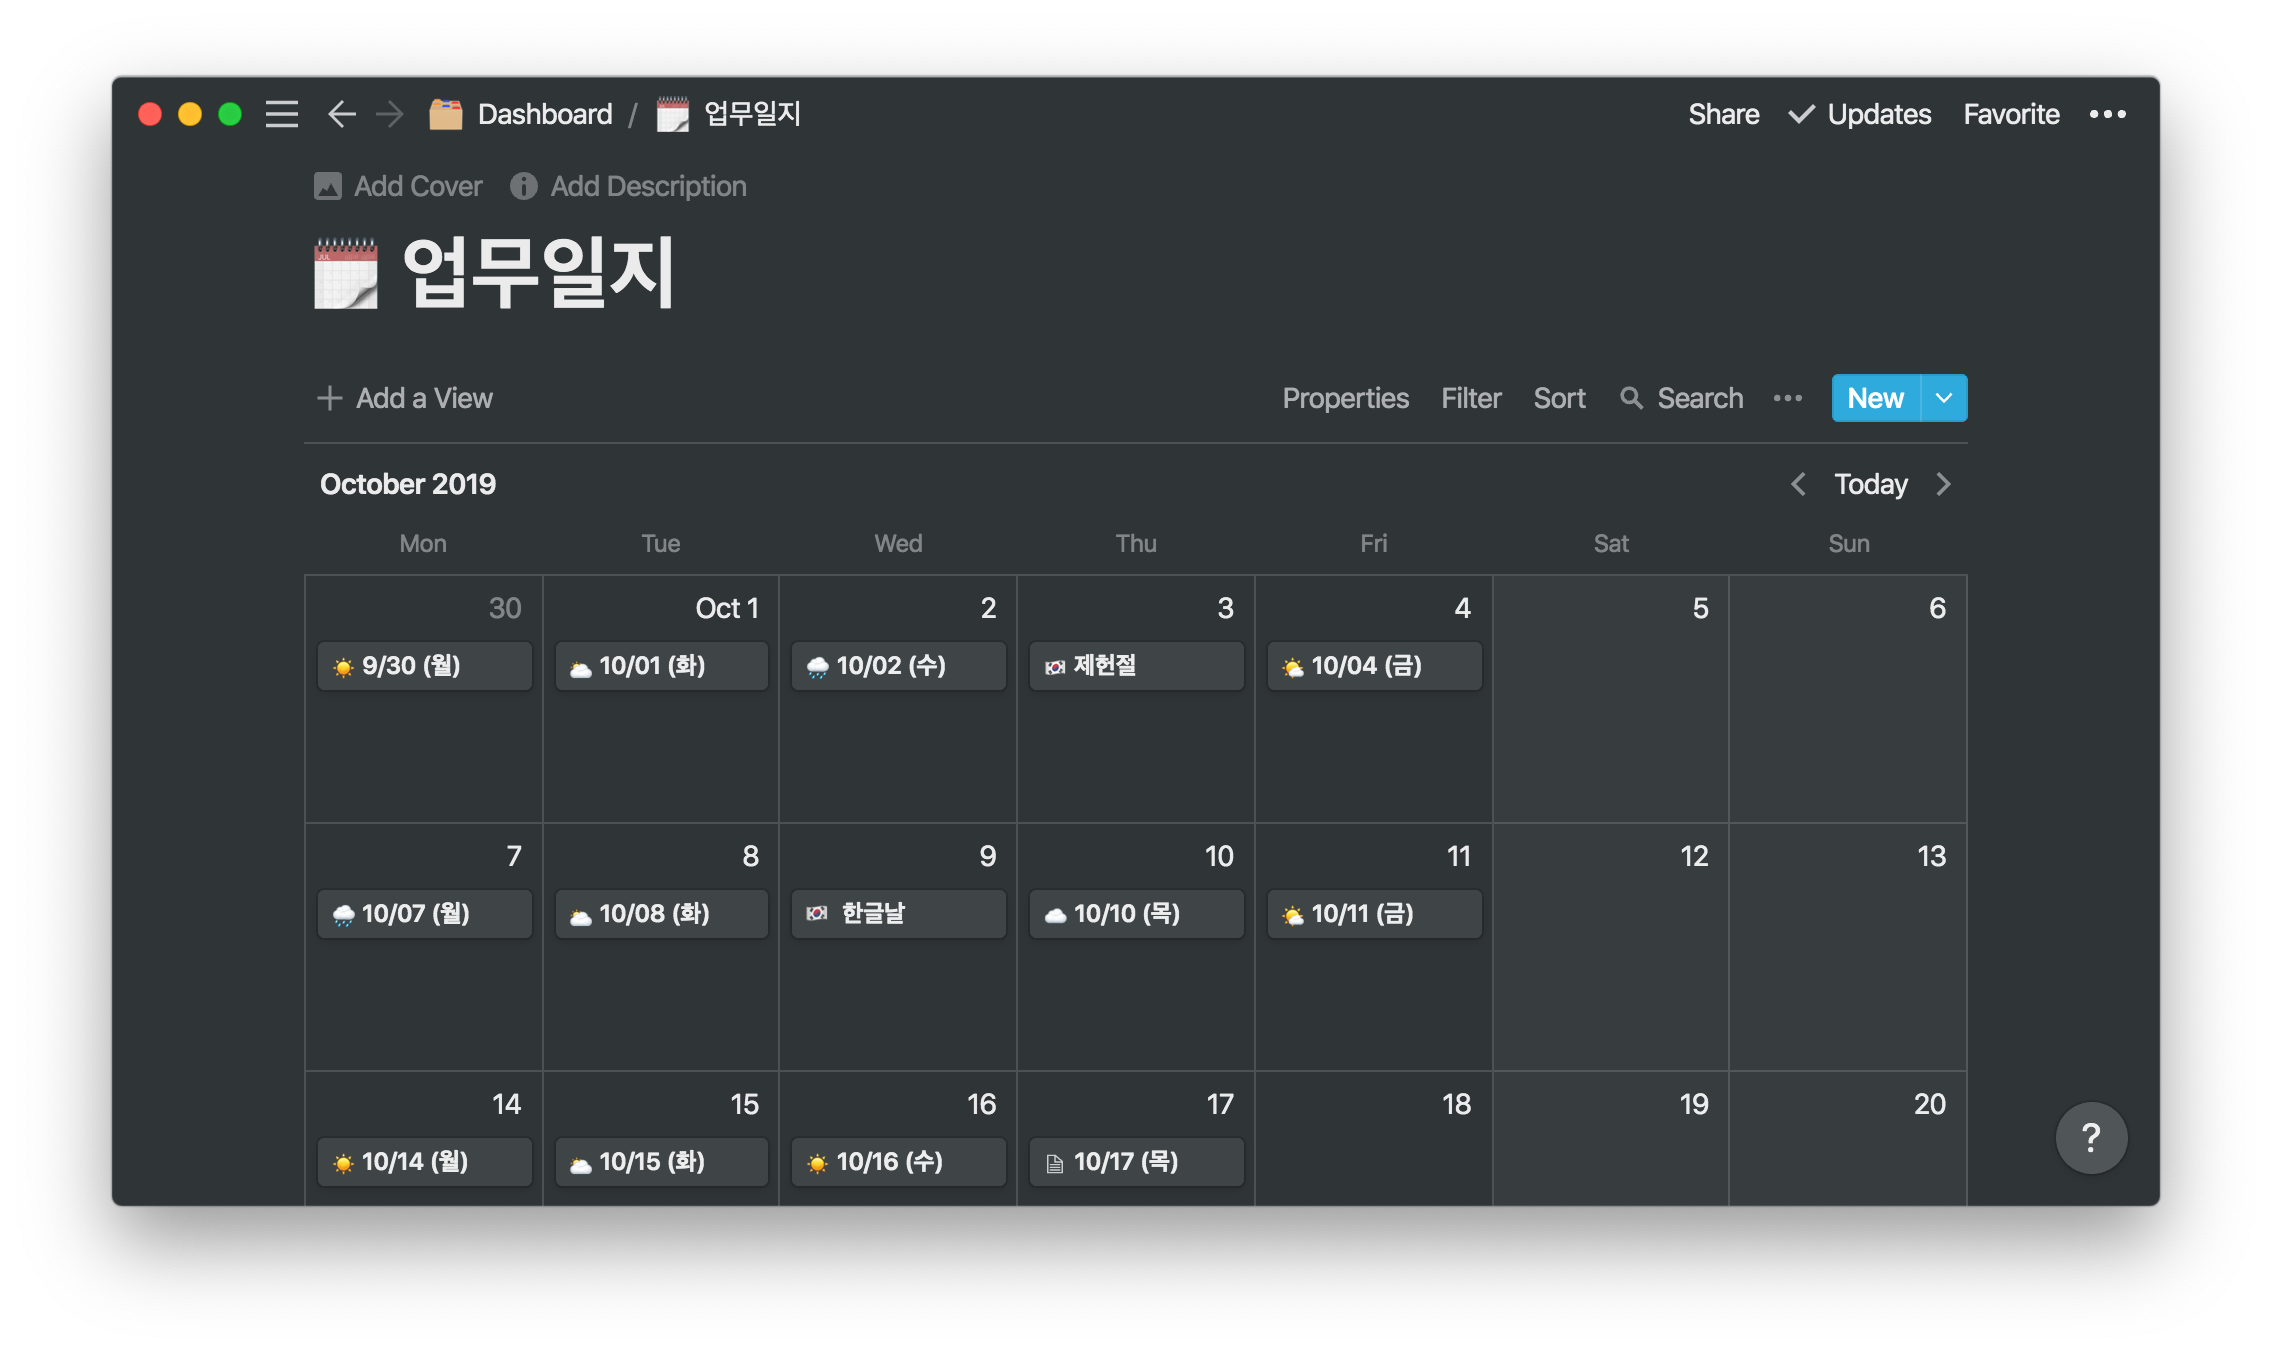 Dashboard / 업무일지 Share Updates Favorite
Add Cover Add Description
업무일지
Add a View Properties Filter Sort Search New
October 2019 Today
Mon Tue Wed Thu Fri Sat Sun
30 Oct 1 2 3 4 5 6
9/30 (월) 10/01 (화) 10/02 (수) 제헌절 10/04 (금)
7 8 9 10 11 12 13
10/07 (월) 10/08 (화) 한글날 10/10 (목) 10/11 (금)
14 15 16 17 18 19 20
10/14 (월) 10/15 (화) 10/16 (수) 10/17 (목)
?